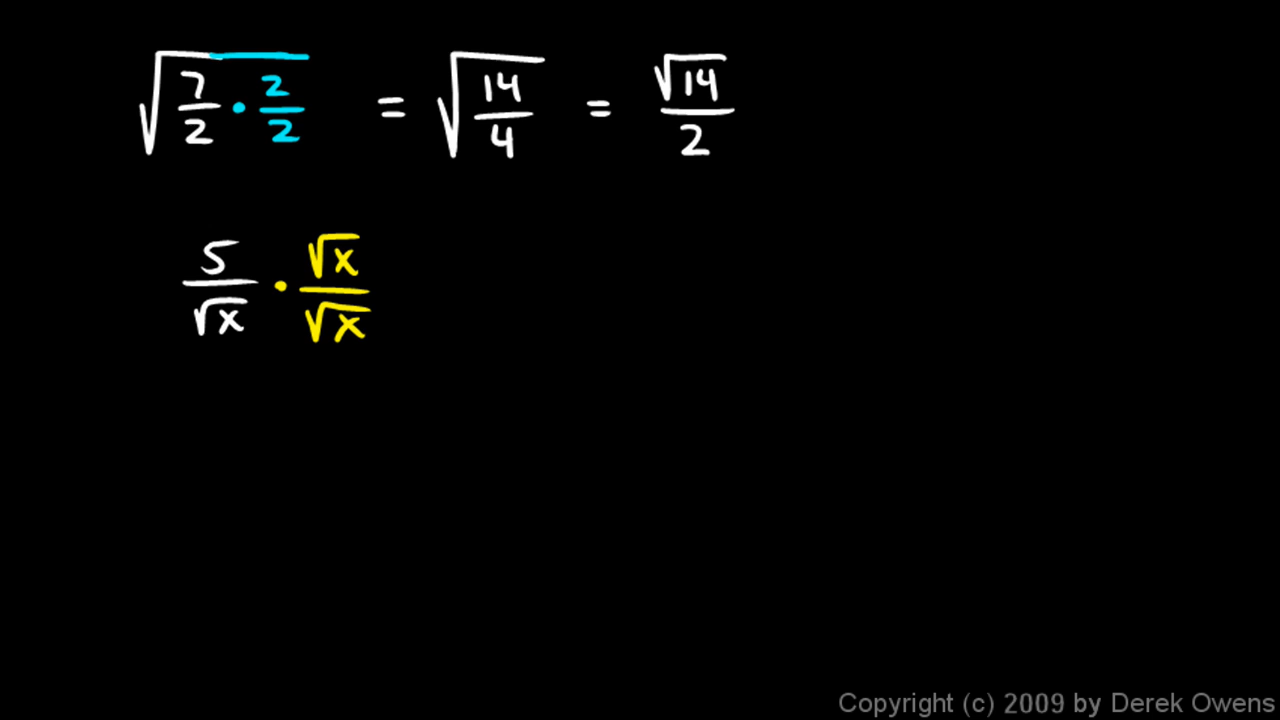 √(7/2 · 2/2) = √(14/4) = √14/2
5/√x · √x/√x
Copyright (c) 2009 by Derek Owens